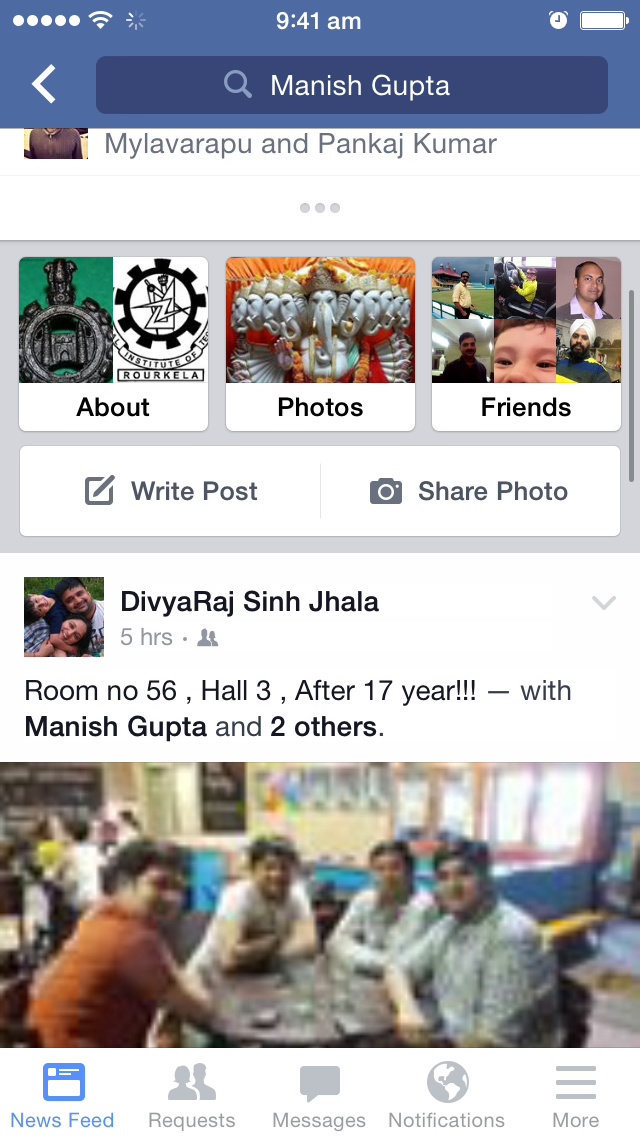 9:41 am
Manish Gupta
Mylavarapu and Pankaj Kumar
INSTITUTE OF
ROURKELA
About
Photos
Friends
Write Post
Share Photo
DivyaRaj Sinh Jhala
5 hrs ·
Room no 56 , Hall 3 , After 17 year!!! — with
Manish Gupta and 2 others.
News Feed
Requests
Messages
Notifications
More